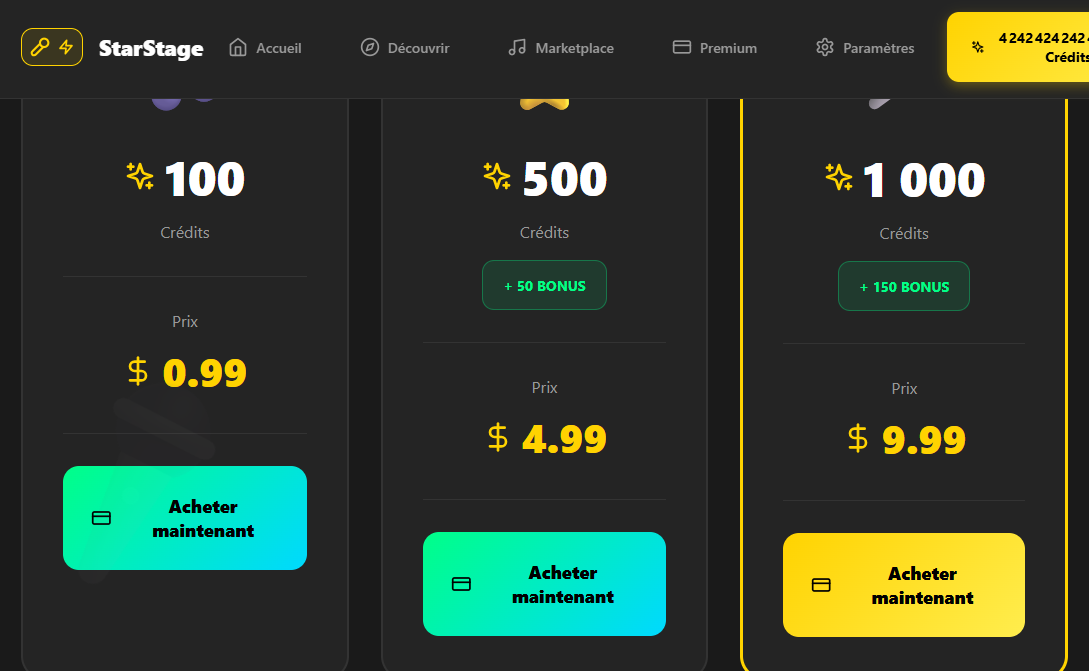 StarStage
Accueil
Découvrir
Marketplace
Premium
Paramètres
4 242 424 242 4
Crédits
100
Crédits
Prix
$ 0.99
Acheter
maintenant
500
Crédits
+ 50 BONUS
Prix
$ 4.99
Acheter
maintenant
1 000
Crédits
+ 150 BONUS
Prix
$ 9.99
Acheter
maintenant